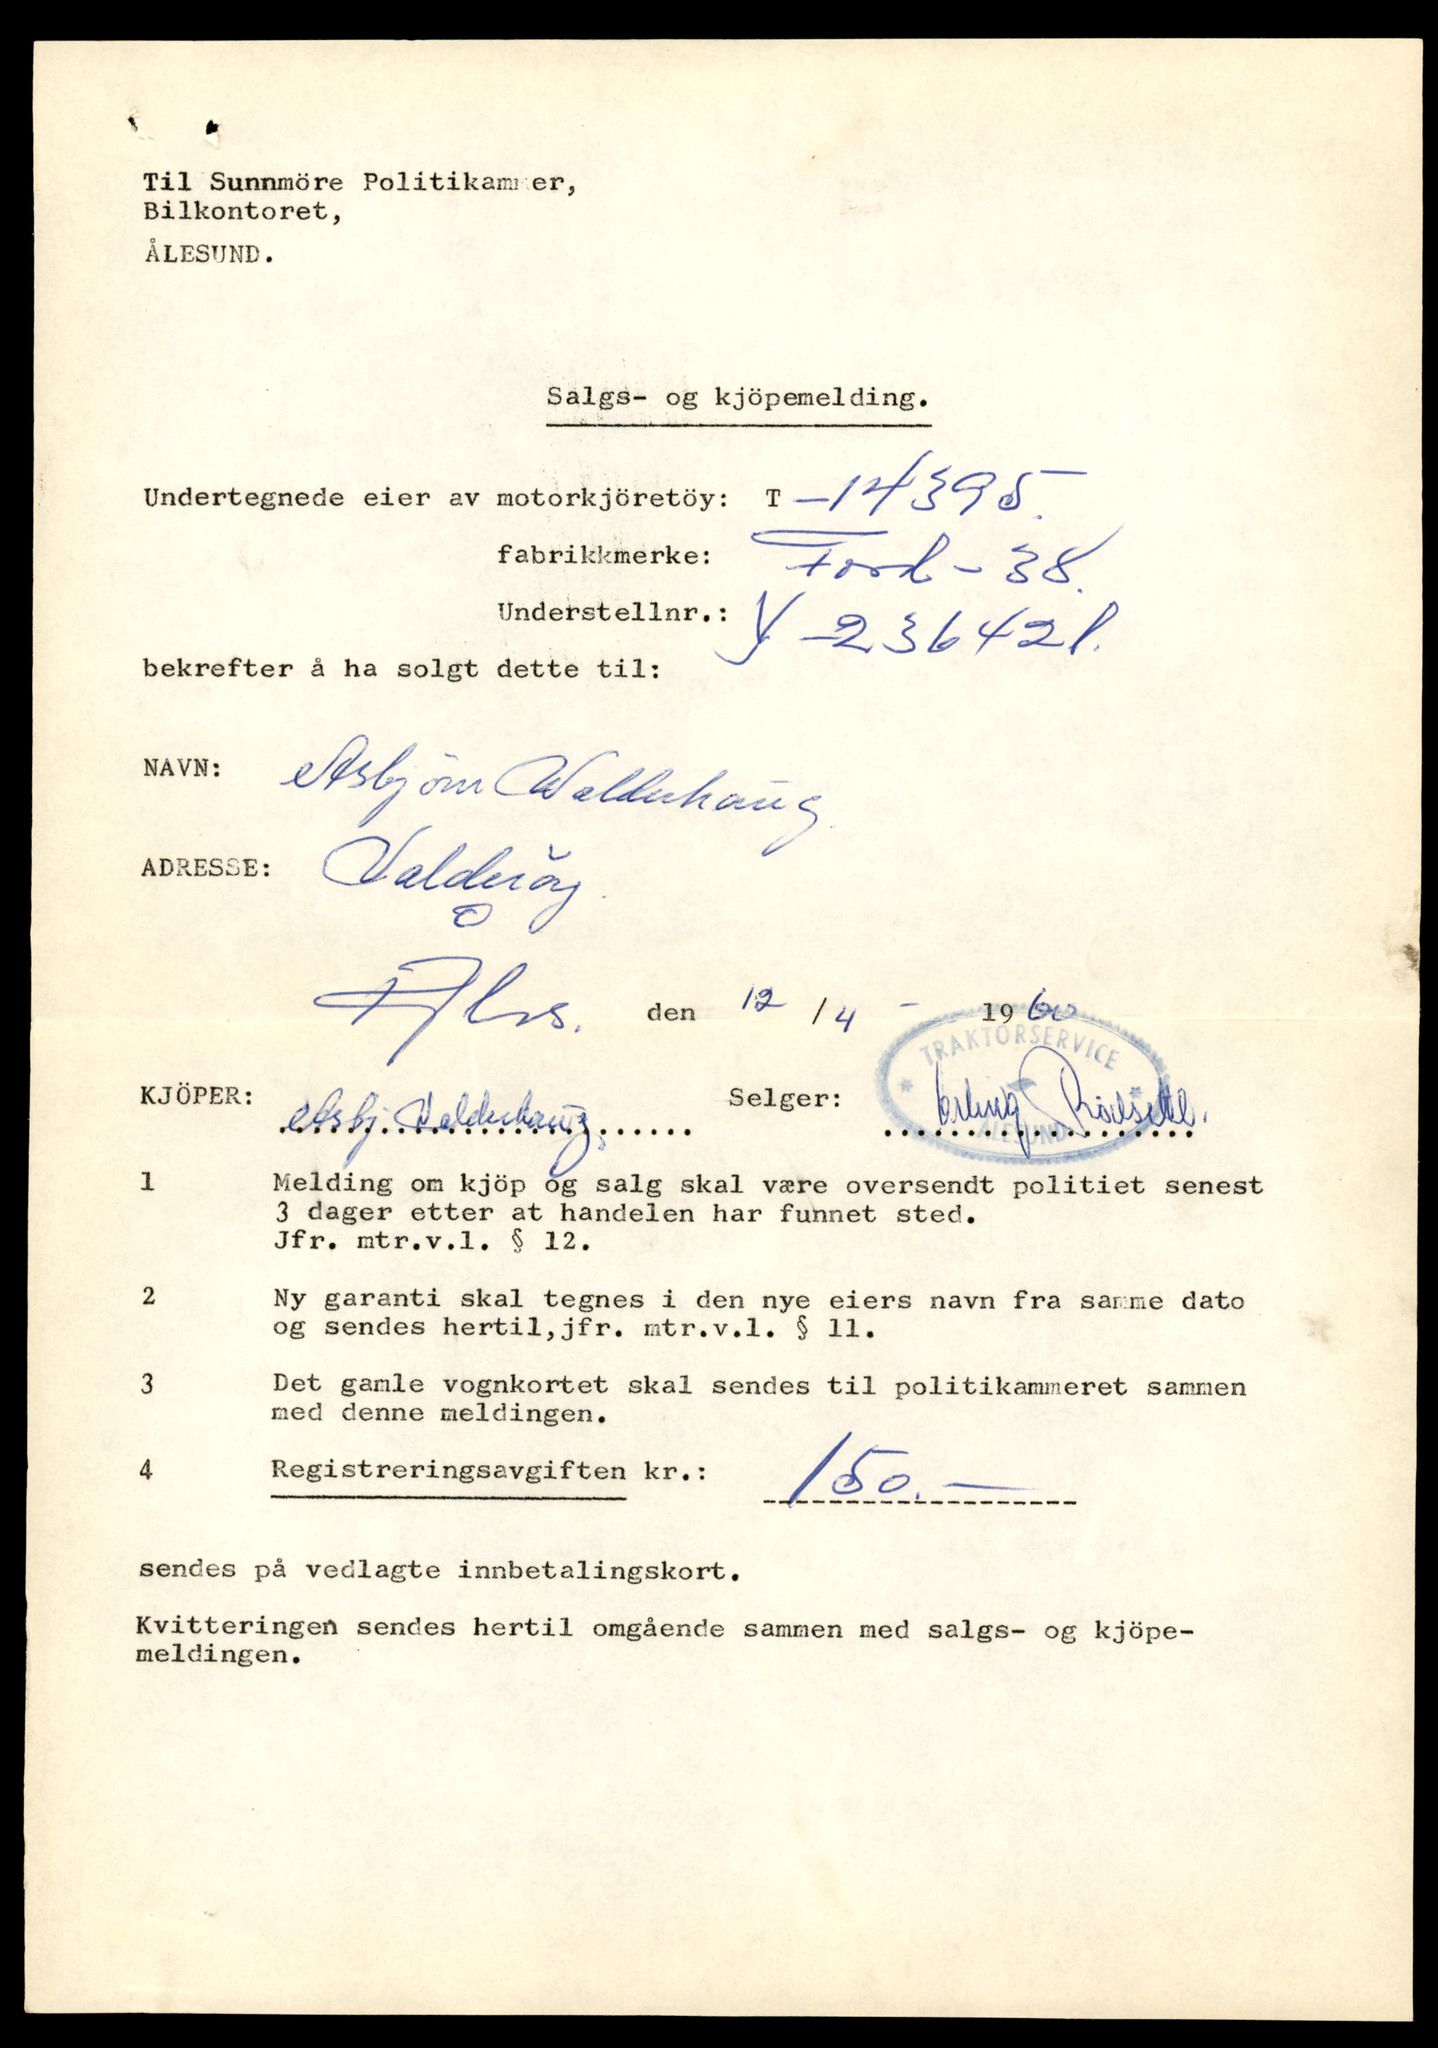 Til Sunnmöre Politikammer,
Bilkontoret,
ÅLESUND.
Salgs- og kjöpemelding.
Undertegnede eier av motorkjöretöy: T -14395.
fabrikkmerke: Ford - 38.
Understellnr.: Y -236421.
bekrefter å ha solgt dette til:
NAVN: Asbjörn Valderhaug
ADRESSE: Valderöy.
den 12/4 - 1960
TRAKTORSERVICE
KJÖPER: Asbj Valderhaug. Selger: Erling Rödseth.
ÅLESUND
1 Melding om kjöp og salg skal være oversendt politiet senest
3 dager etter at handelen har funnet sted.
Jfr. mtr.v.l. § 12.
2 Ny garanti skal tegnes i den nye eiers navn fra samme dato
og sendes hertil,jfr. mtr.v.l. § 11.
3 Det gamle vognkortet skal sendes til politikammeret sammen
med denne meldingen.
4 Registreringsavgiften kr.: 150.-
sendes på vedlagte innbetalingskort.
Kvitteringen sendes hertil omgående sammen med salgs- og kjöpe-
meldingen.